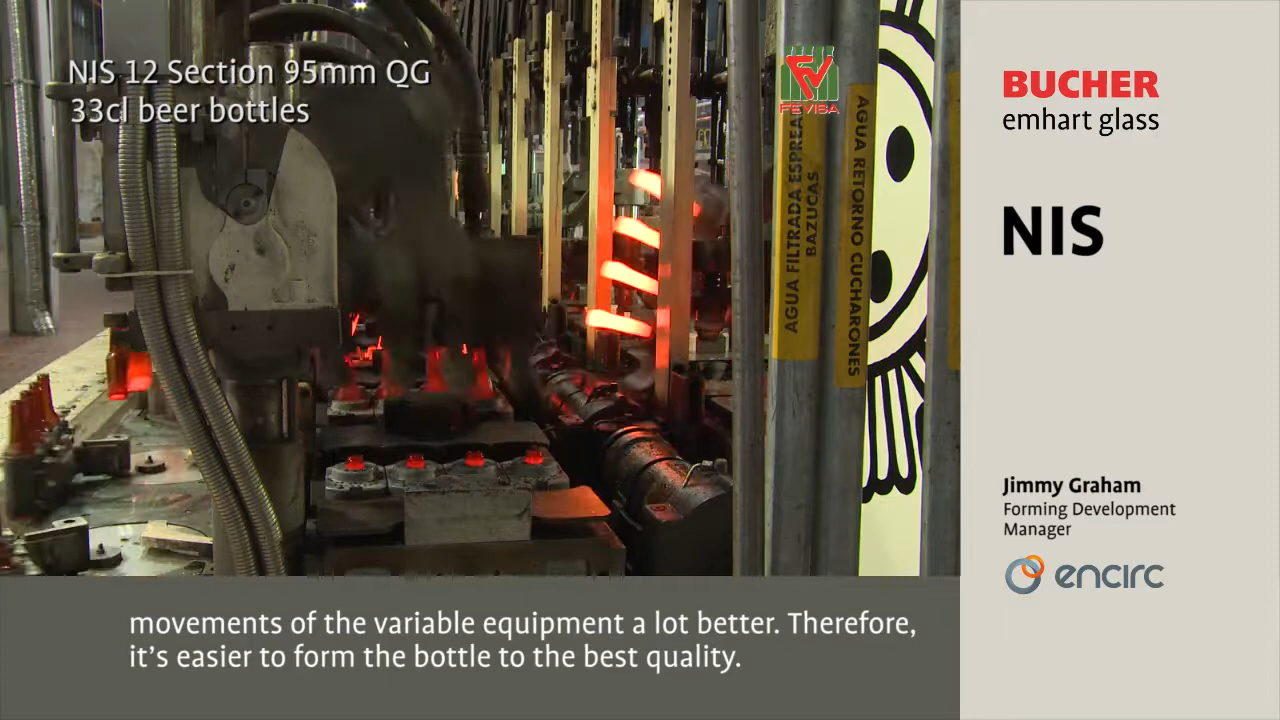 NIS 12 Section 95mm QG
33cl beer bottles
FEVISA
AGUA FILTRADA ESPREA
BAZUCAS
AGUA RETORNO CUCHARONES
BUCHER
emhart glass
NIS
Jimmy Graham
Forming Development
Manager
encirc
movements of the variable equipment a lot better. Therefore,
it's easier to form the bottle to the best quality.